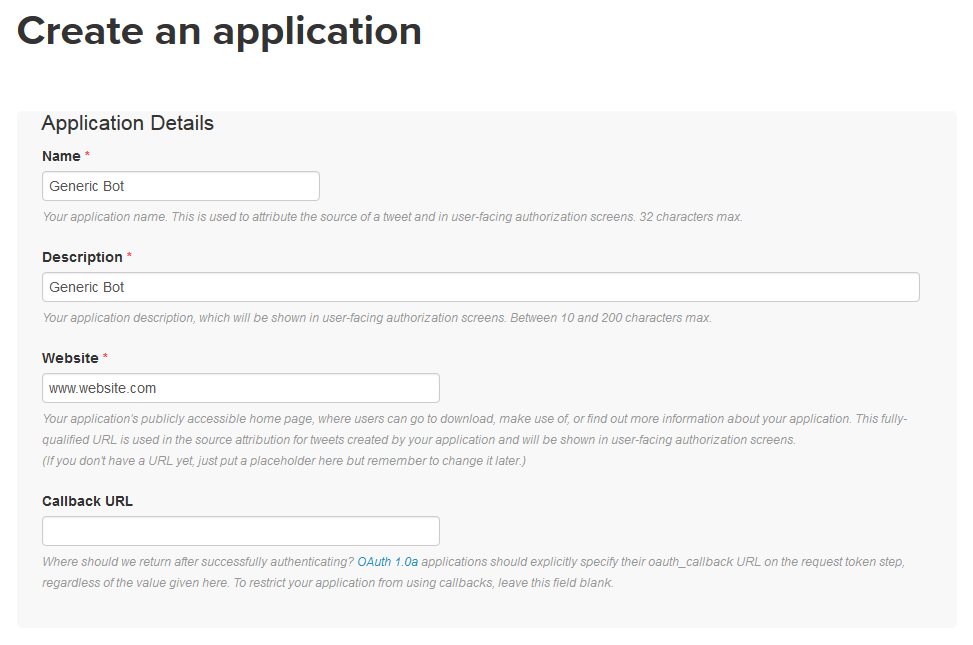 Create an application
Application Details
Name *
Generic Bot
Your application name. This is used to attribute the source of a tweet and in user-facing authorization screens. 32 characters max.
Description *
Generic Bot
Your application description, which will be shown in user-facing authorization screens. Between 10 and 200 characters max.
Website *
www.website.com
Your application's publicly accessible home page, where users can go to download, make use of, or find out more information about your application. This fully-
qualified URL is used in the source attribution for tweets created by your application and will be shown in user-facing authorization screens.
(If you don't have a URL yet, just put a placeholder here but remember to change it later.)
Callback URL
Where should we return after successfully authenticating? OAuth 1.0a applications should explicitly specify their oauth_callback URL on the request token step,
regardless of the value given here. To restrict your application from using callbacks, leave this field blank.